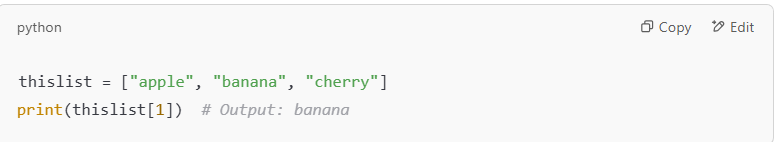 python Copy Edit
thislist = ["apple", "banana", "cherry"]
print(thislist[1])  # Output: banana